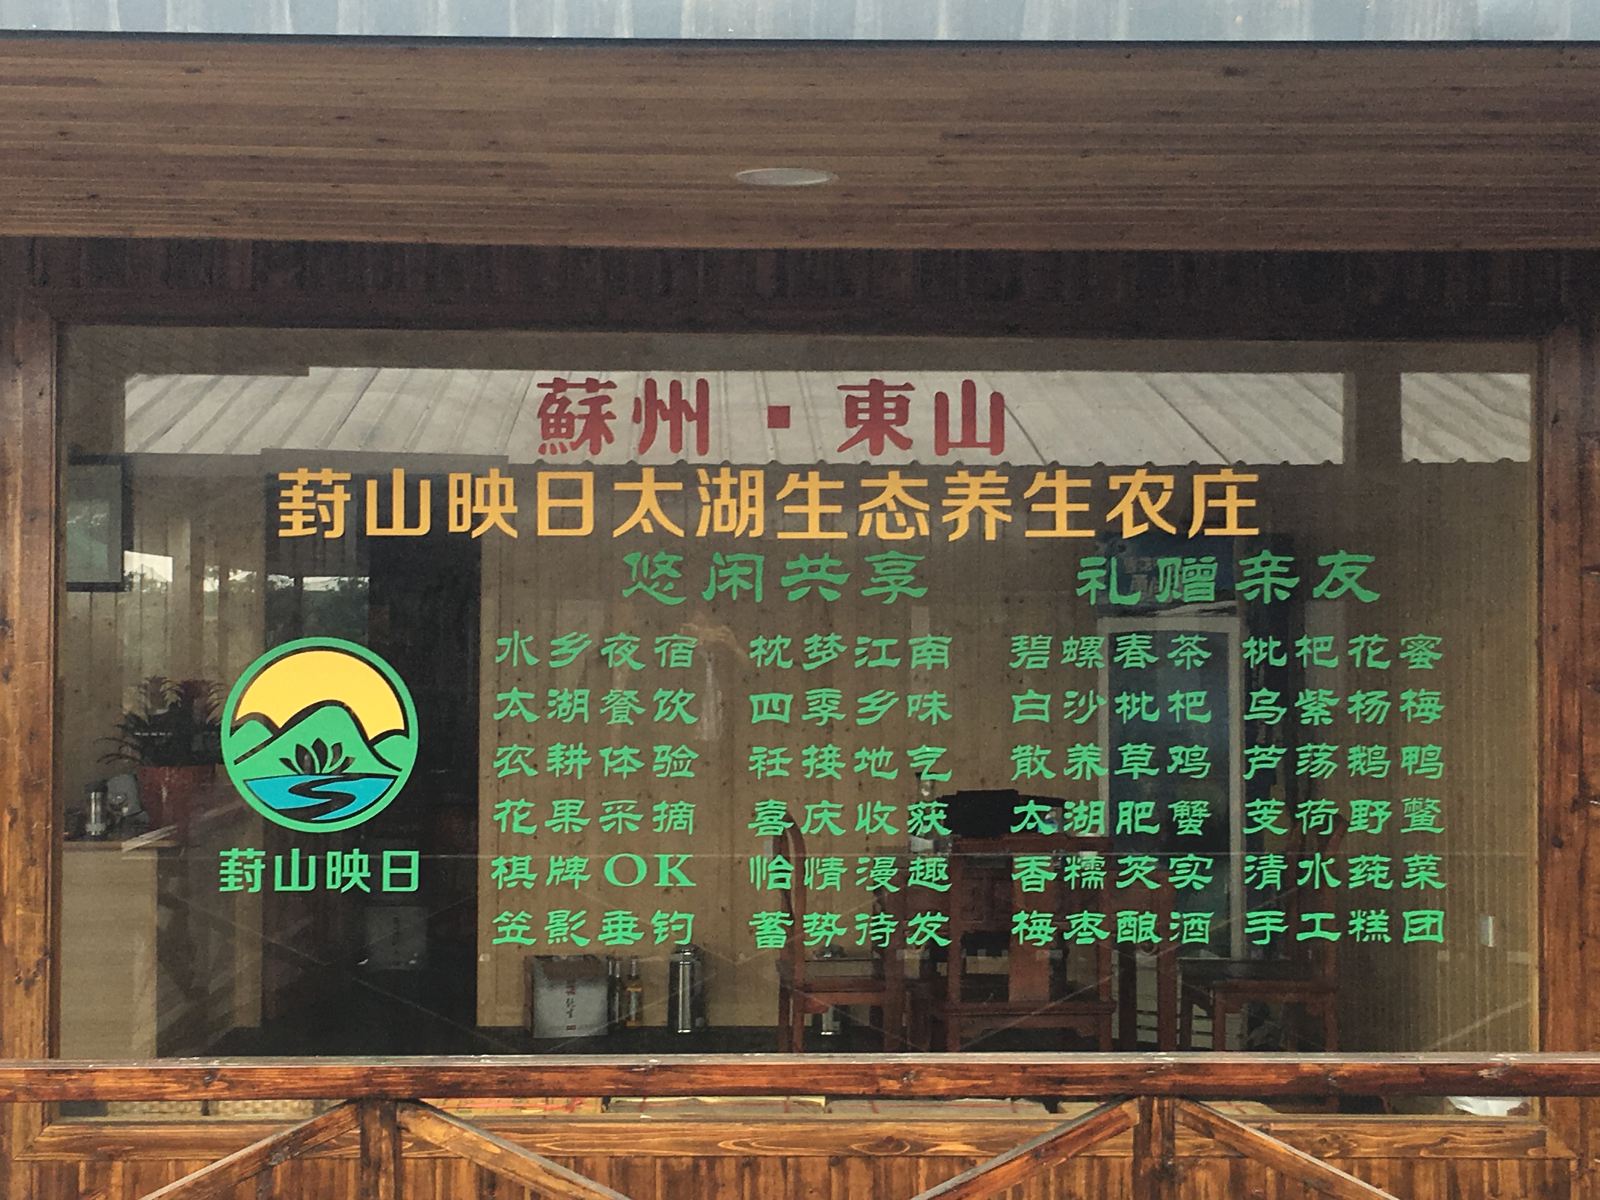 蘇州·東山
葑山映日太湖生态养生农庄
悠闲共享 礼赠亲友
水乡夜宿 枕梦江南 碧螺春茶 枇杷花蜜
太湖餐饮 四季乡味 白沙枇杷 乌紫杨梅
农耕体验 衽接地气 散养草鸡 芦荡鹅鸭
花果采摘 喜庆收获 太湖肥蟹 芰荷野鳖
棋牌OK 怡情漫趣 香糯芡实 清水莼菜
笠影垂钓 蓄势待发 梅枣酿酒 手工糕团
葑山映日